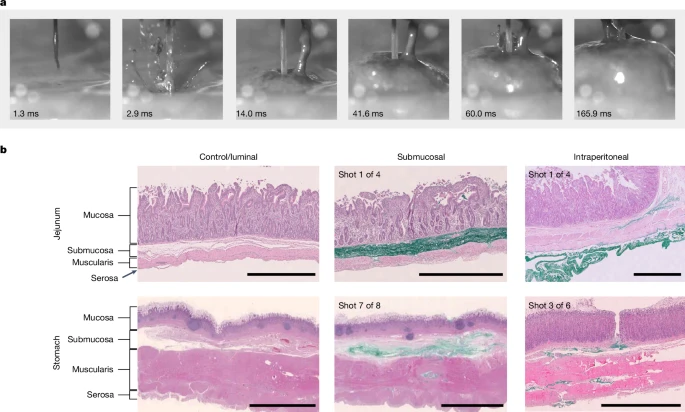 a
1.3 ms
2.9 ms
14.0 ms
41.6 ms
60.0 ms
165.9 ms
b
Control/luminal
Submucosal
Intraperitoneal
Jejunum
Mucosa
Submucosa
Muscularis
Serosa
Shot 1 of 4
Shot 1 of 4
Stomach
Mucosa
Submucosa
Muscularis
Serosa
Shot 7 of 8
Shot 3 of 6